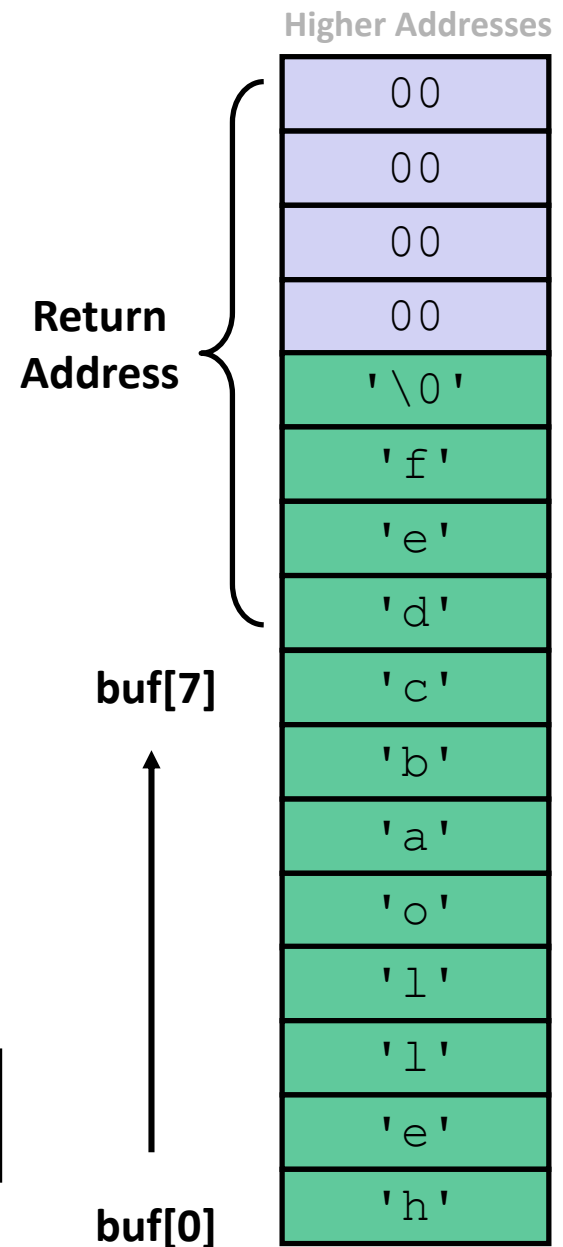 Higher Addresses
00
00
00
00
Return
Address
'\0'
'f'
'e'
'd'
buf[7]
'c'
'b'
'a'
'o'
'l'
'l'
'e'
buf[0]
'h'